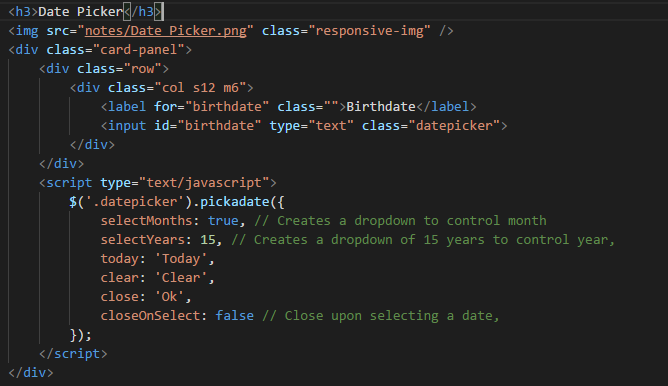 <h3>Date Picker</h3>
<img src="notes/Date Picker.png" class="responsive-img" />
<div class="card-panel">
    <div class="row">
        <div class="col s12 m6">
            <label for="birthdate" class="">Birthdate</label>
            <input id="birthdate" type="text" class="datepicker">
        </div>
    </div>
    <script type="text/javascript">
        $('.datepicker').pickadate({
            selectMonths: true, // Creates a dropdown to control month
            selectYears: 15, // Creates a dropdown of 15 years to control year,
            today: 'Today',
            clear: 'Clear',
            close: 'Ok',
            closeOnSelect: false // Close upon selecting a date,
        });
    </script>
</div>